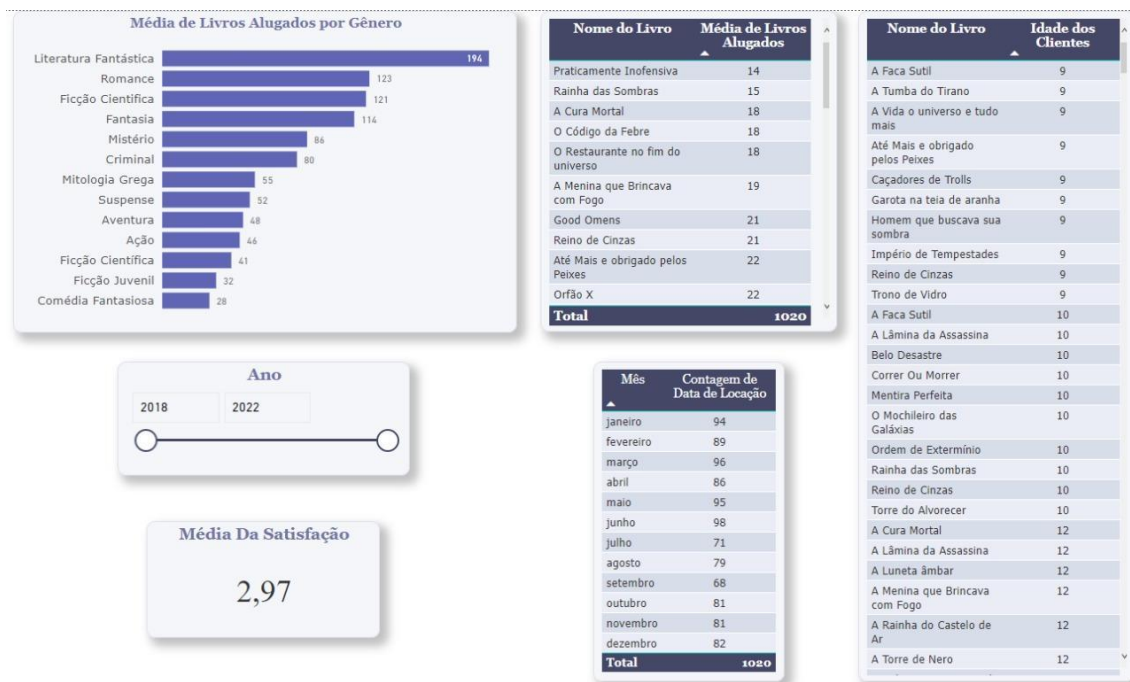 Média de Livros Alugados por Gênero
Literatura Fantástica 194
Romance 123
Ficção Cientifica 121
Fantasia 114
Mistério 86
Criminal 80
Mitologia Grega 55
Suspense 52
Aventura 48
Ação 46
Ficção Científica 41
Ficção Juvenil 32
Comédia Fantasiosa 28
Ano
2018 2022
Média Da Satisfação
2,97
Nome do Livro Média de Livros
Alugados
Praticamente Inofensiva 14
Rainha das Sombras 15
A Cura Mortal 18
O Código da Febre 18
O Restaurante no fim do 18
universo
A Menina que Brincava 19
com Fogo
Good Omens 21
Reino de Cinzas 21
Até Mais e obrigado pelos 22
Peixes
Orfão X 22
Total 1020
Mês Contagem de
Data de Locação
janeiro 94
fevereiro 89
março 96
abril 86
maio 95
junho 98
julho 71
agosto 79
setembro 68
outubro 81
novembro 81
dezembro 82
Total 1020
Nome do Livro Idade dos
Clientes
A Faca Sutil 9
A Tumba do Tirano 9
A Vida o universo e tudo 9
mais
Até Mais e obrigado 9
pelos Peixes
Caçadores de Trolls 9
Garota na teia de aranha 9
Homem que buscava sua 9
sombra
Império de Tempestades 9
Reino de Cinzas 9
Trono de Vidro 9
A Faca Sutil 10
A Lâmina da Assassina 10
Belo Desastre 10
Correr Ou Morrer 10
Mentira Perfeita 10
O Mochileiro das 10
Galáxias
Ordem de Extermínio 10
Rainha das Sombras 10
Reino de Cinzas 10
Torre do Alvorecer 10
A Cura Mortal 12
A Lâmina da Assassina 12
A Luneta âmbar 12
A Menina que Brincava 12
com Fogo
A Rainha do Castelo de 12
Ar
A Torre de Nero 12